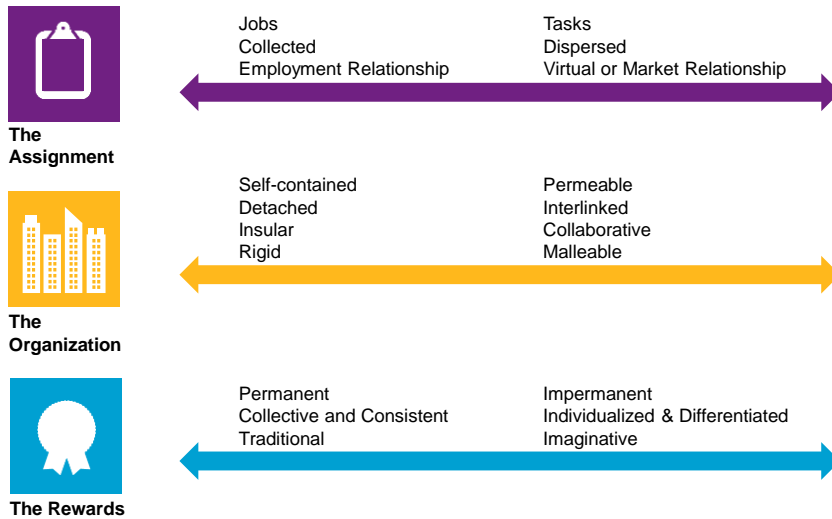 Jobs
Collected
Employment Relationship
Tasks
Dispersed
Virtual or Market Relationship
The
Assignment
Self-contained
Detached
Insular
Rigid
Permeable
Interlinked
Collaborative
Malleable
The
Organization
Permanent
Collective and Consistent
Traditional
Impermanent
Individualized & Differentiated
Imaginative
The Rewards